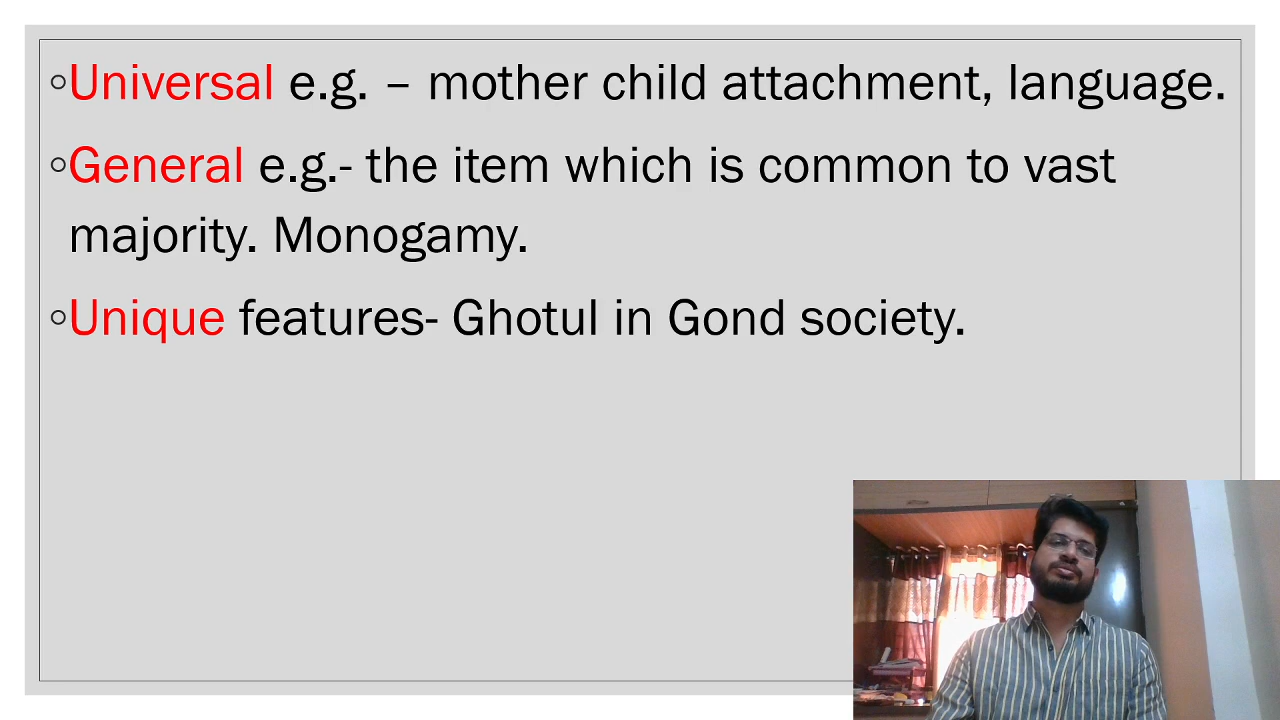 Universal e.g. – mother child attachment, language.
General e.g.- the item which is common to vast
majority. Monogamy.
Unique features- Ghotul in Gond society.